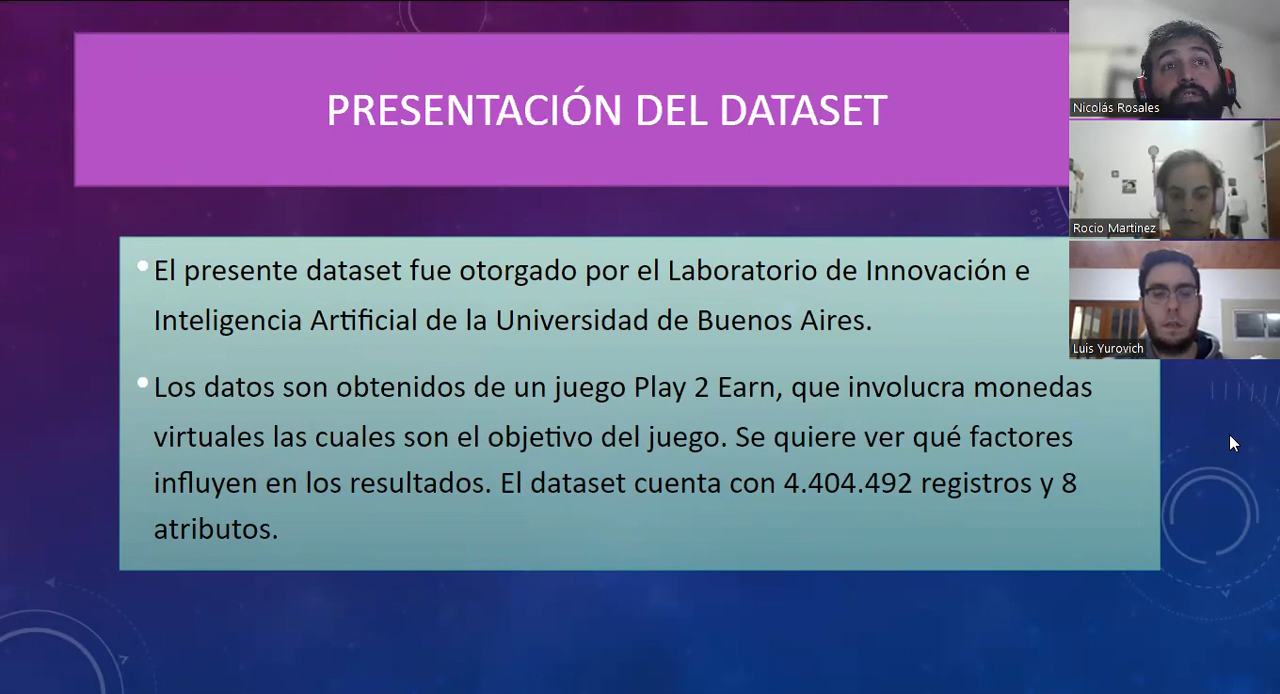 PRESENTACIÓN DEL DATASET
Nicolás Rosales
Rocio Martinez
Luis Yurovich
El presente dataset fue otorgado por el Laboratorio de Innovación e
Inteligencia Artificial de la Universidad de Buenos Aires.
Los datos son obtenidos de un juego Play 2 Earn, que involucra monedas
virtuales las cuales son el objetivo del juego. Se quiere ver qué factores
influyen en los resultados. El dataset cuenta con 4.404.492 registros y 8
atributos.